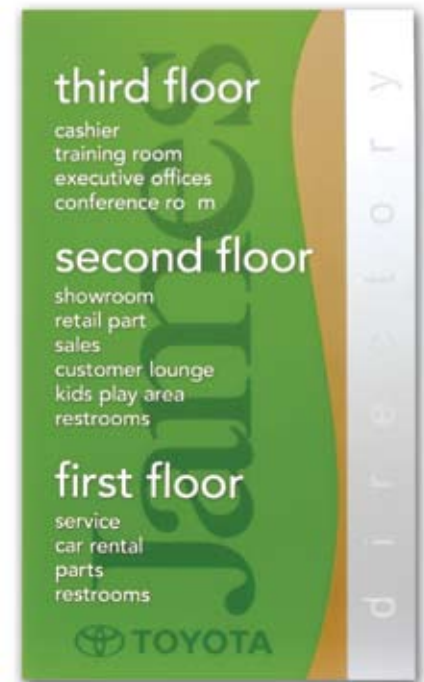 third floor
cashier
training room
executive offices
conference ro m
second floor
showroom
retail part
sales
customer lounge
kids play area
restrooms
first floor
service
car rental
parts
restrooms
TOYOTA
James
directory